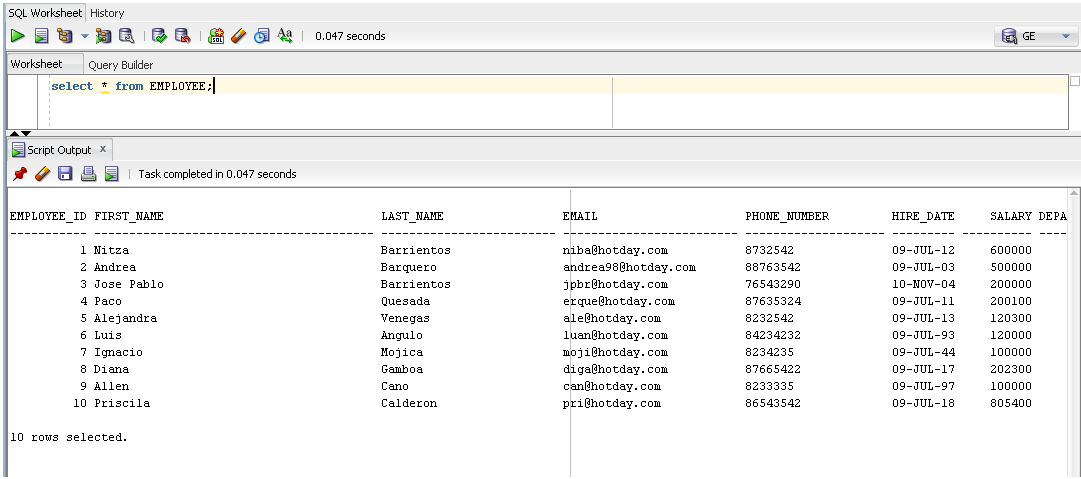 SQL Worksheet History
SQL Aa 0.047 seconds GE
Worksheet Query Builder
select * from EMPLOYEE;
Script Output x
Task completed in 0.047 seconds
EMPLOYEE_ID FIRST_NAME LAST_NAME EMAIL PHONE_NUMBER HIRE_DATE SALARY DEPA
----------- ---------------------------------------- ------------------------- ------------------------- -------------------- --------- ---------- ----
1 Nitza Barrientos niba@hotday.com 8732542 09-JUL-12 600000
2 Andrea Barquero andrea98@hotday.com 88763542 09-JUL-03 500000
3 Jose Pablo Barrientos jpbr@hotday.com 76543290 10-NOV-04 200000
4 Paco Quesada erque@hotday.com 87635324 09-JUL-11 200100
5 Alejandra Venegas ale@hotday.com 8232542 09-JUL-13 120300
6 Luis Angulo luan@hotday.com 84234232 09-JUL-93 120000
7 Ignacio Mojica moji@hotday.com 8234235 09-JUL-44 100000
8 Diana Gamboa diga@hotday.com 87665422 09-JUL-17 202300
9 Allen Cano can@hotday.com 8233335 09-JUL-97 100000
10 Priscila Calderon pri@hotday.com 86543542 09-JUL-18 805400
10 rows selected.